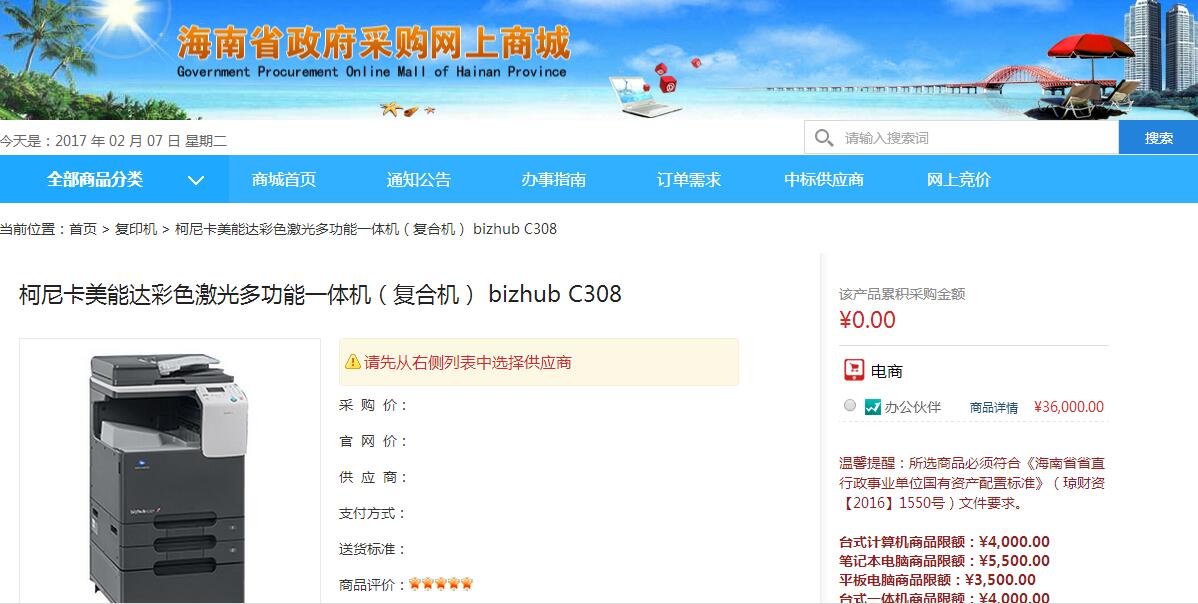 海南省政府采购网上商城
Government Procurement Online Mall of Hainan Province
今天是：2017 年 02 月 07 日 星期二
请输入搜索词
搜索
全部商品分类
商城首页
通知公告
办事指南
订单需求
中标供应商
网上竞价
当前位置：首页 > 复印机 > 柯尼卡美能达彩色激光多功能一体机（复合机） bizhub C308
柯尼卡美能达彩色激光多功能一体机（复合机） bizhub C308
请先从右侧列表中选择供应商
采 购 价：
官 网 价：
供 应 商：
支付方式：
送货标准：
商品评价：
该产品累积采购金额
¥0.00
电商
办公伙伴 商品详情 ¥36,000.00
温馨提醒：所选商品必须符合《海南省省直
行政事业单位国有资产配置标准》（琼财资
【2016】1550号）文件要求。
台式计算机商品限额：¥4,000.00
笔记本电脑商品限额：¥5,500.00
平板电脑商品限额：¥3,500.00
台式一体机商品限额：¥4,000.00